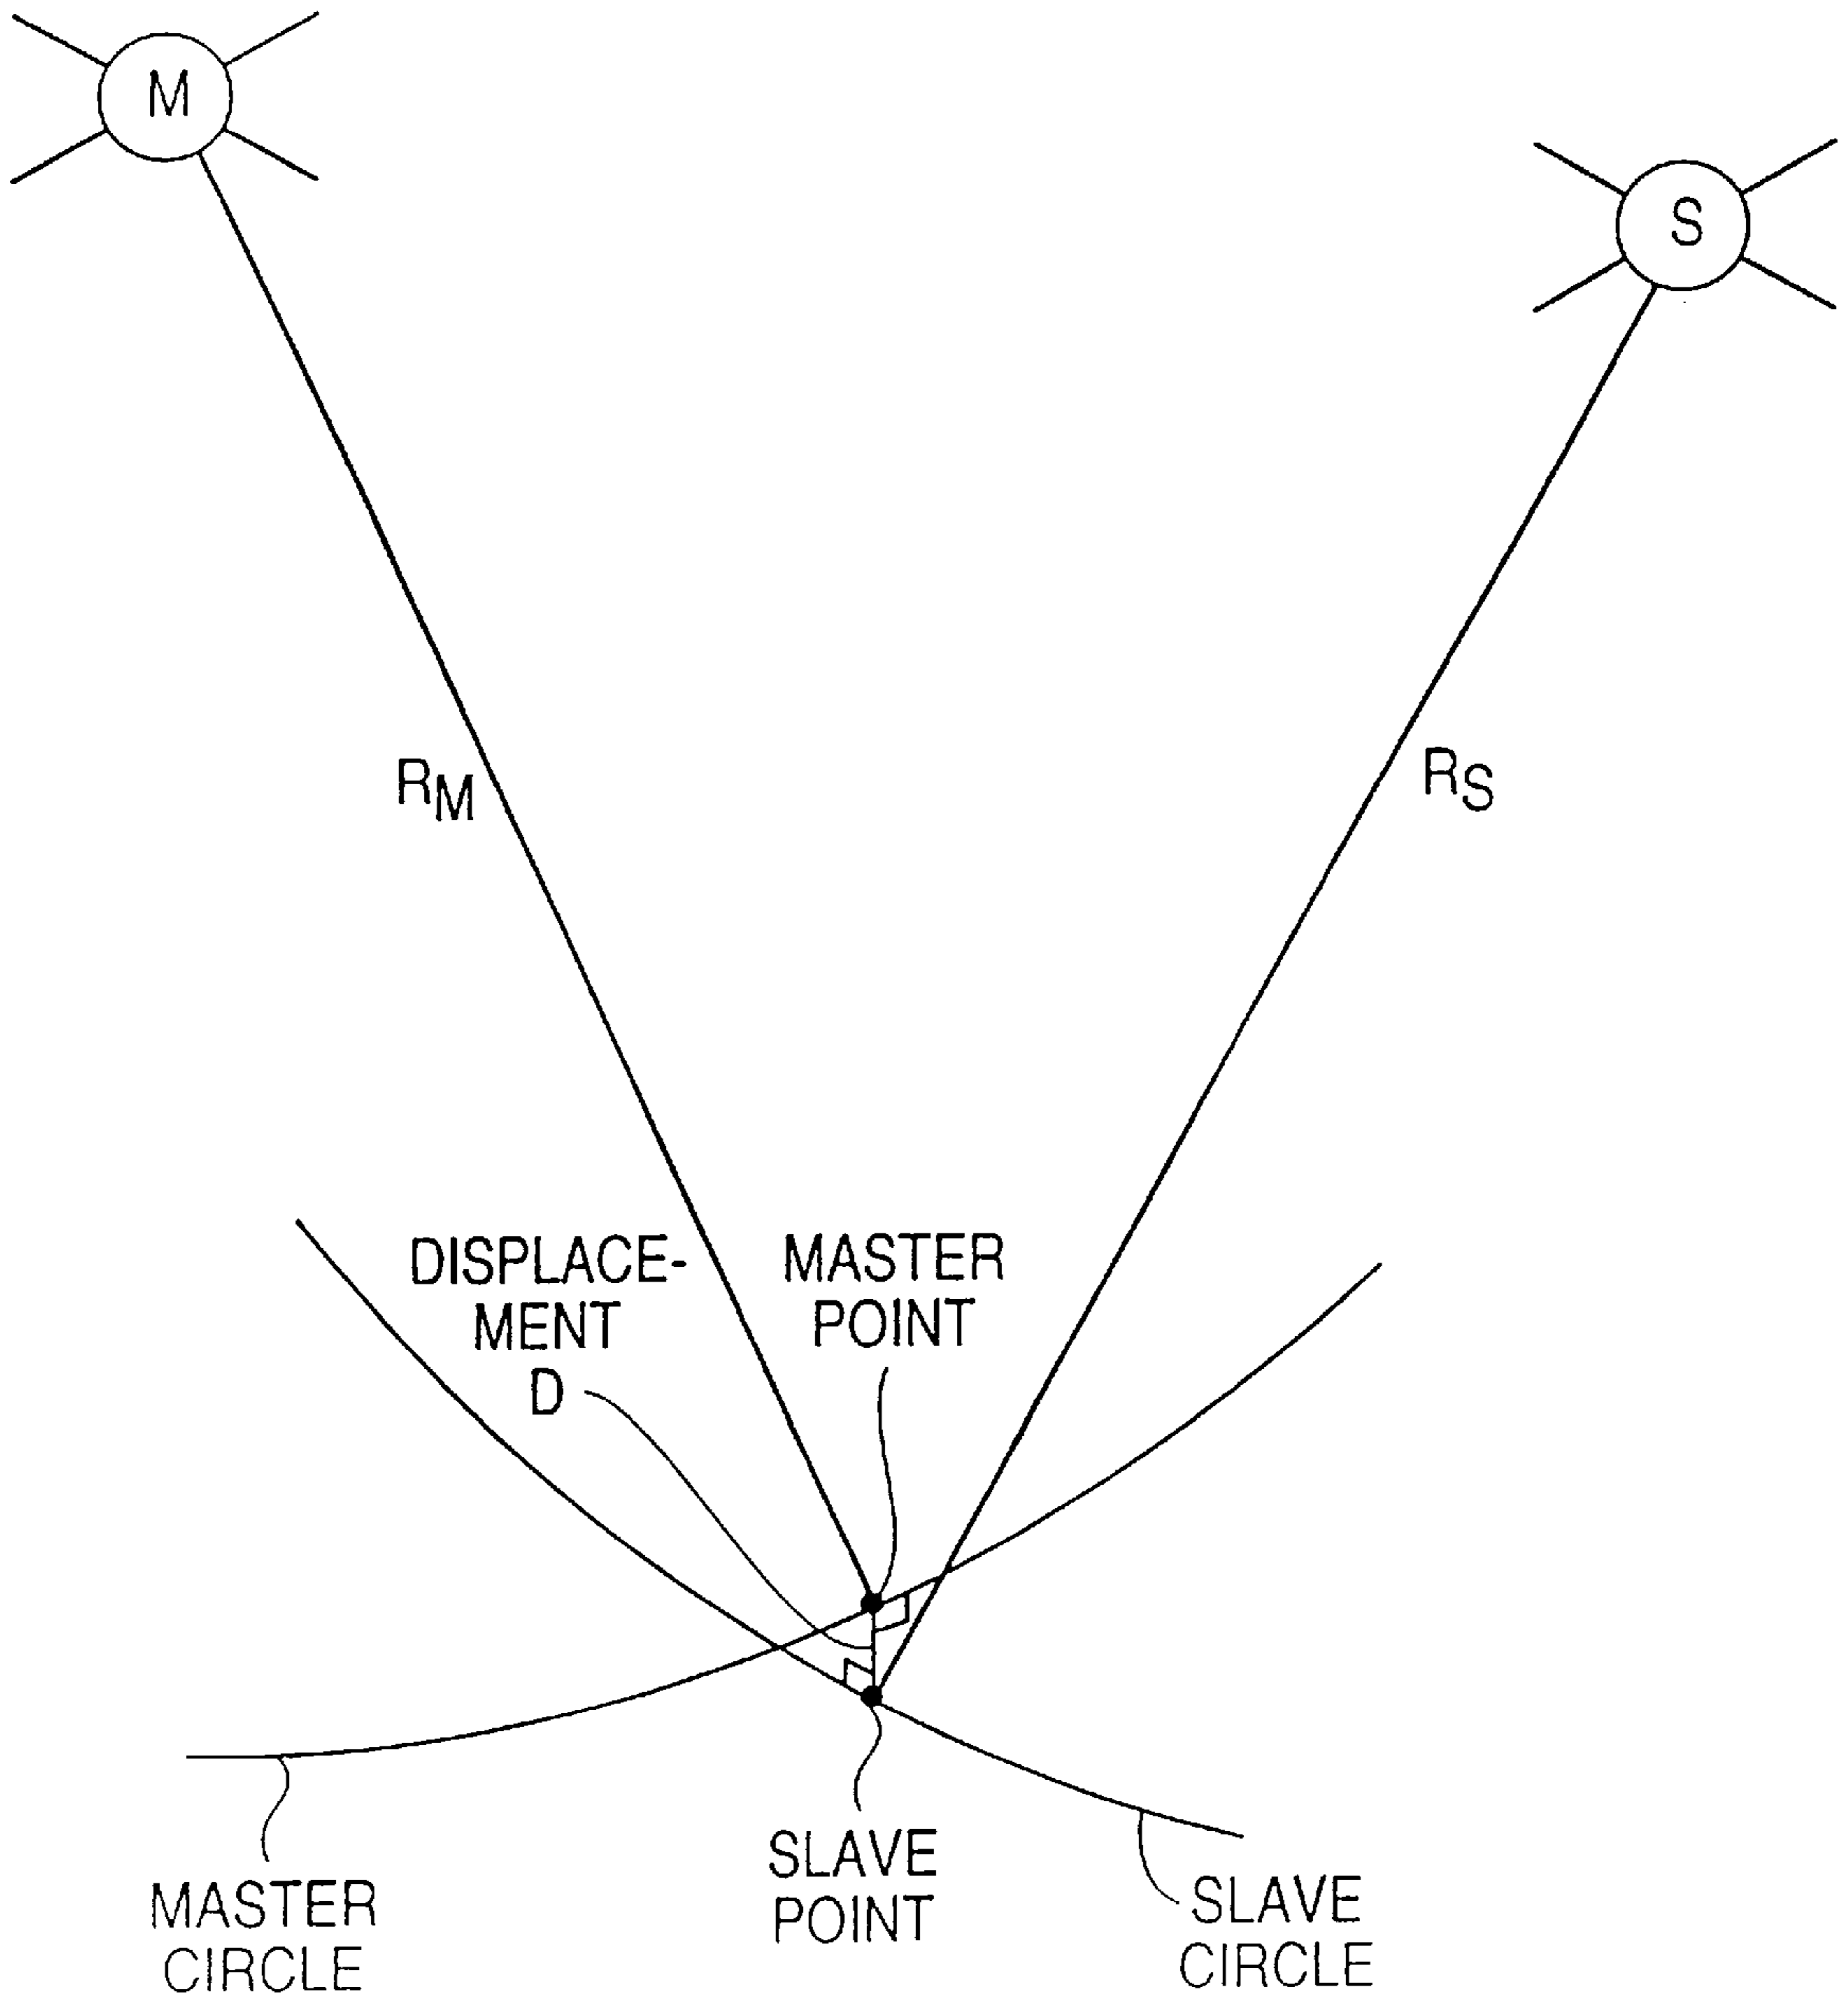 M
S
RM
RS
DISPLACE-
MENT
D
MASTER
POINT
SLAVE
POINT
MASTER
CIRCLE
SLAVE
CIRCLE